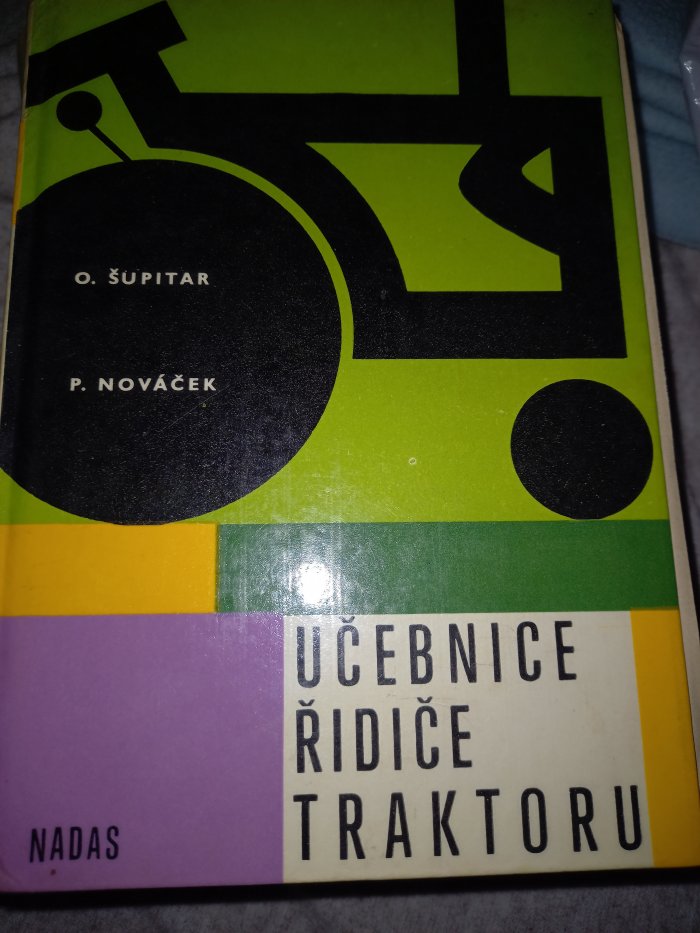 O. ŠUPITAR
P. NOVÁČEK
UČEBNICE
ŘIDIČE
TRAKTORU
NADAS